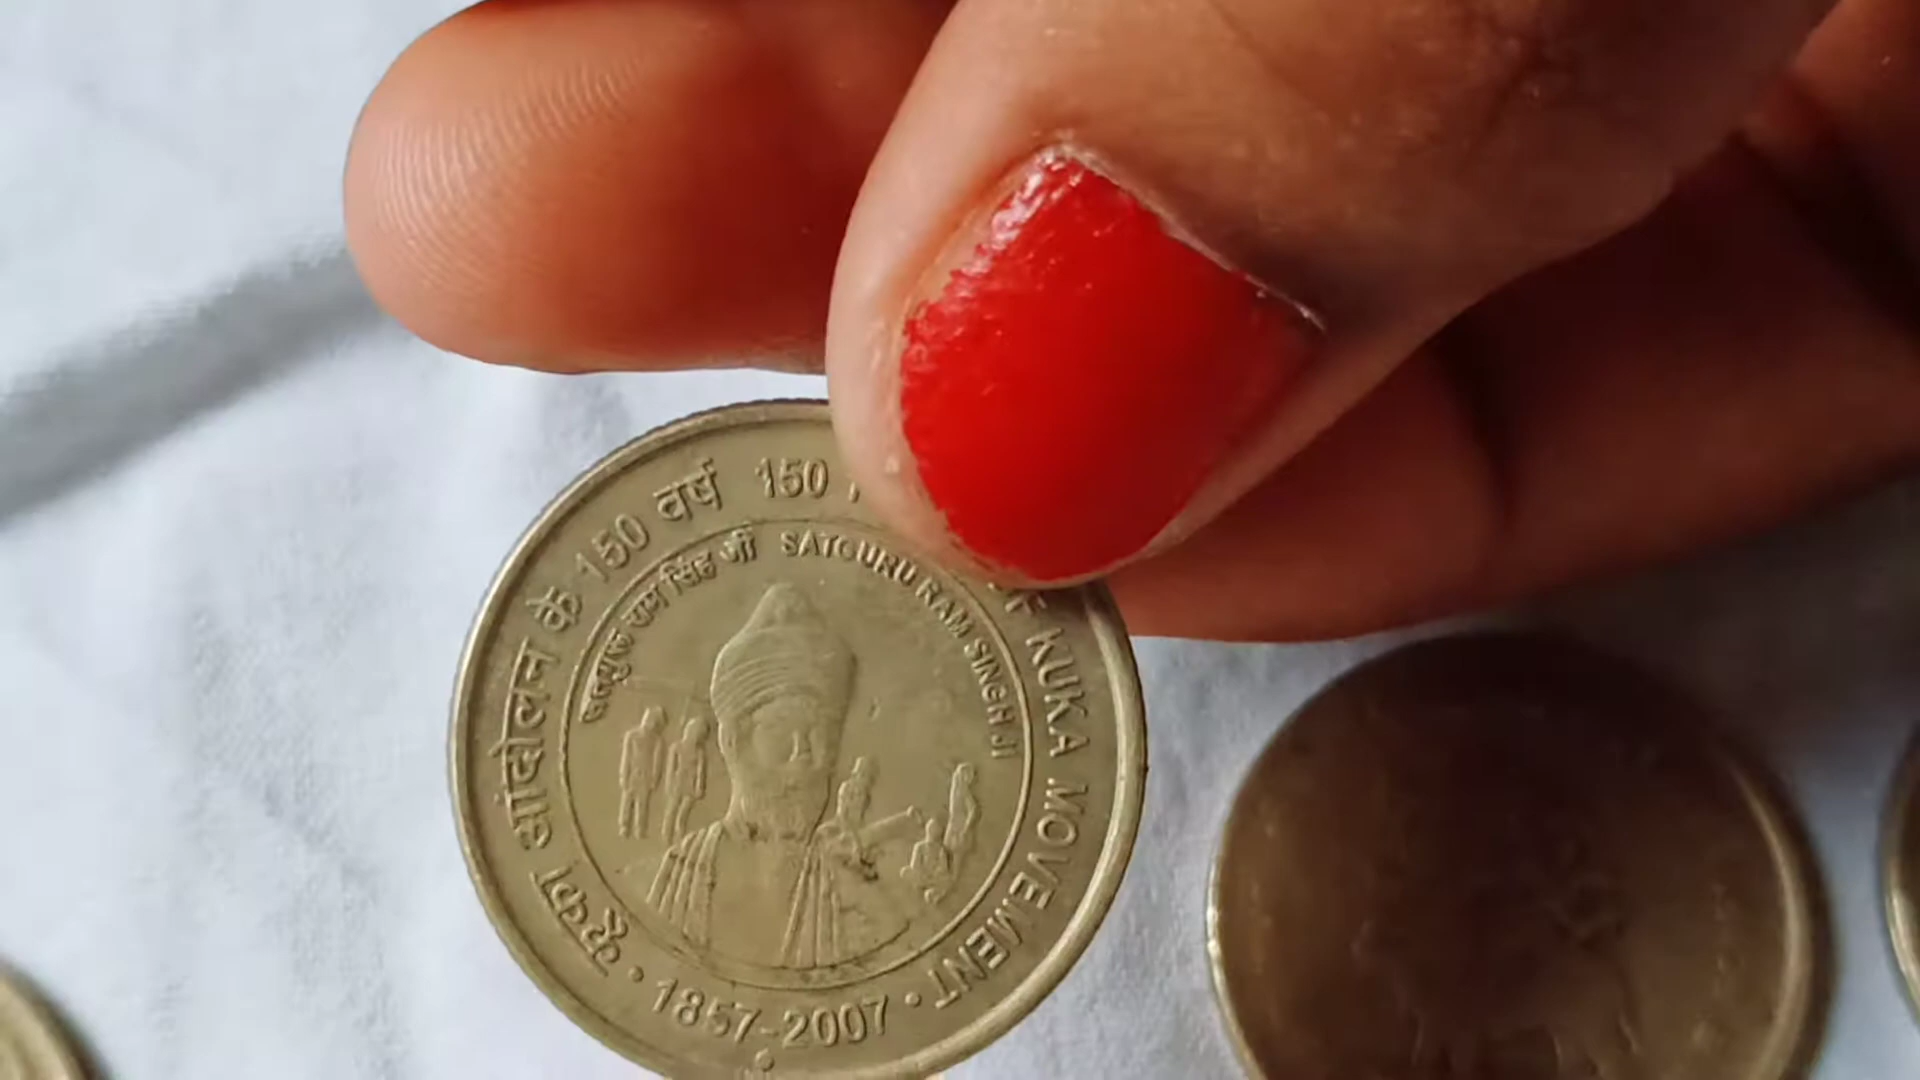 कूका आंदोलन के 150 वर्ष
150
KUKA MOVEMENT
सतगुरु राम सिंह जी
SATGURU RAM SINGH JI
1857-2007